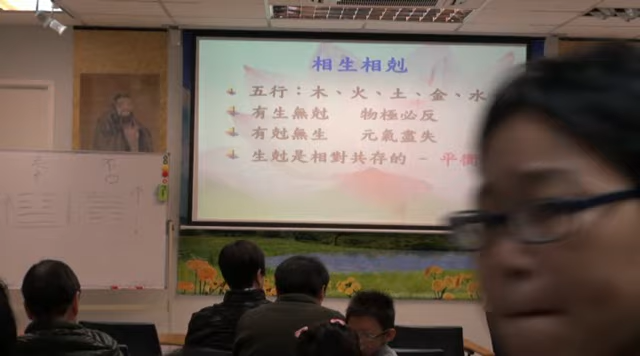 相生相剋
五行：木、火、土、金、水
有生無剋 物極必反
有剋無生 元氣盡失
生剋是相對共存的 - 平衡